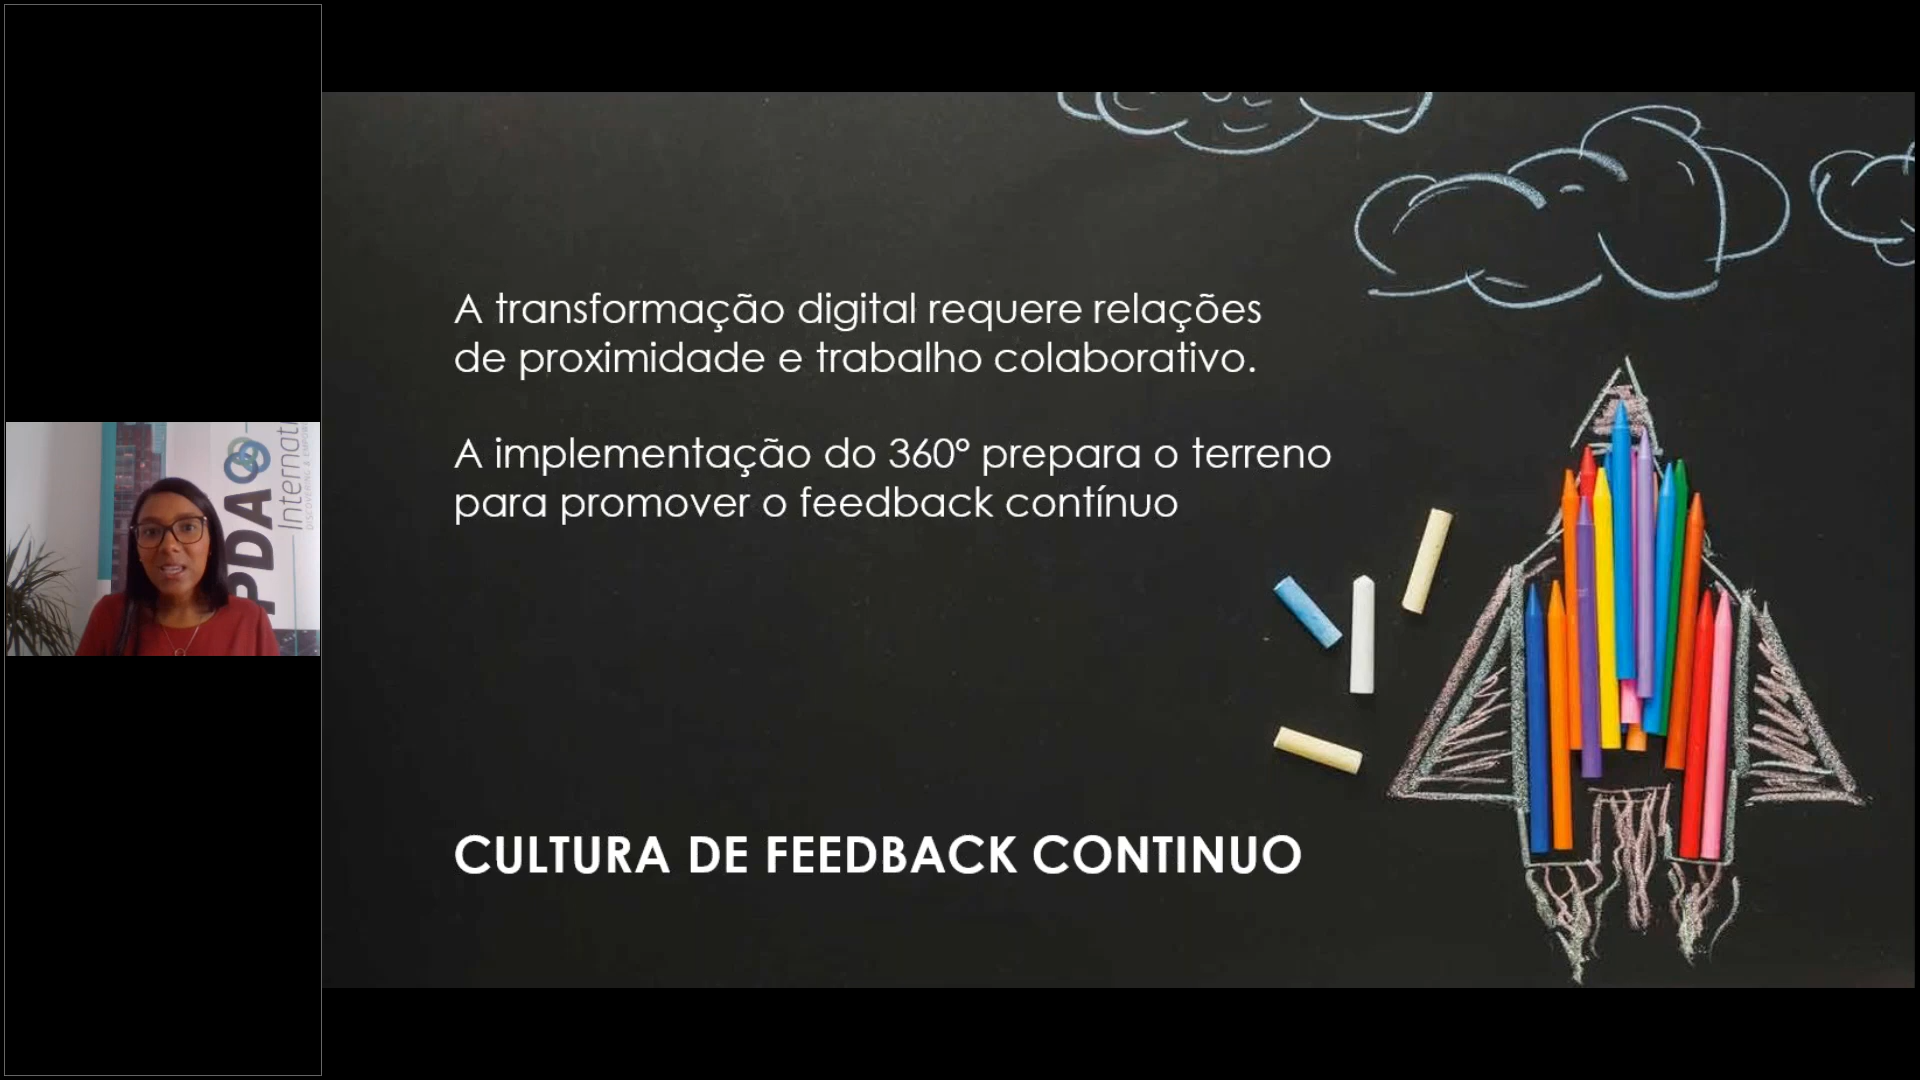 PDA
Internati
A transformação digital requere relações
de proximidade e trabalho colaborativo.
A implementação do 360º prepara o terreno
para promover o feedback contínuo
CULTURA DE FEEDBACK CONTINUO